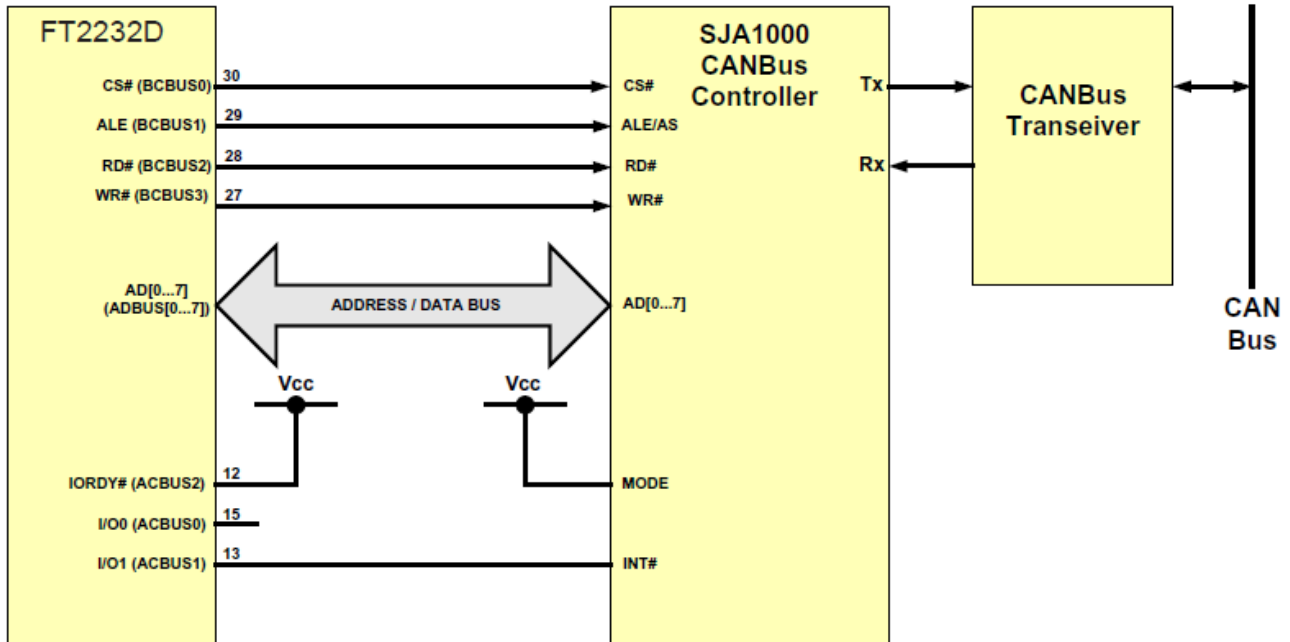 FT2232D
CS# (BCBUS0)
30
ALE (BCBUS1)
29
RD# (BCBUS2)
28
WR# (BCBUS3)
27
AD[0...7]
(ADBUS[0...7])
ADDRESS / DATA BUS
Vcc
Vcc
IORDY# (ACBUS2)
12
I/O0 (ACBUS0)
15
I/O1 (ACBUS1)
13
SJA1000
CANBus
Controller
CS#
ALE/AS
RD#
WR#
AD[0...7]
MODE
INT#
Tx
Rx
CANBus
Transeiver
CAN
Bus